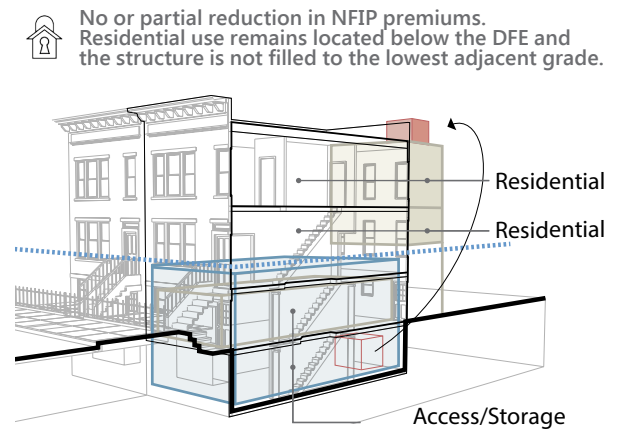 No or partial reduction in NFIP premiums.
Residential use remains located below the DFE and
the structure is not filled to the lowest adjacent grade.
Residential
Residential
Access/Storage